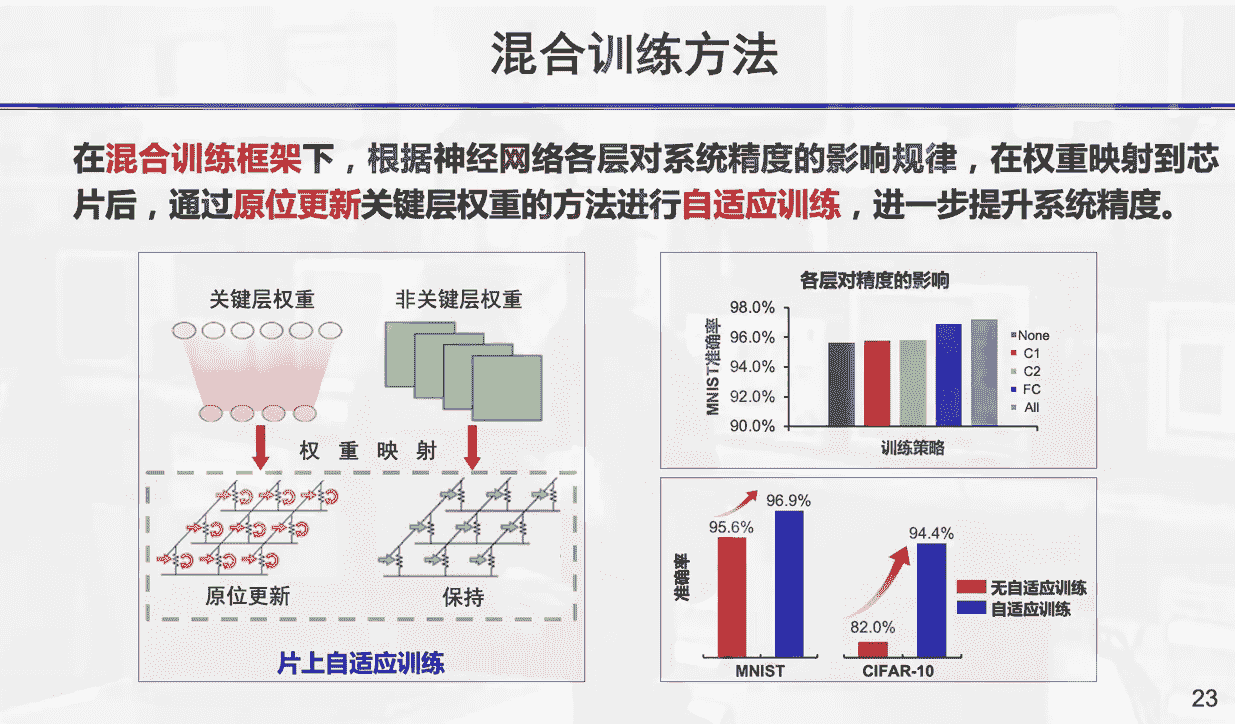 混合训练方法
在混合训练框架下，根据神经网络各层对系统精度的影响规律，在权重映射到芯
片后，通过原位更新关键层权重的方法进行自适应训练，进一步提升系统精度。
关键层权重
非关键层权重
权 重 映 射
原位更新
保持
片上自适应训练
各层对精度的影响
MNIST准确率
98.0%
96.0%
94.0%
92.0%
90.0%
None
C1
C2
FC
All
训练策略
准确率
95.6%
96.9%
82.0%
94.4%
MNIST
CIFAR-10
无自适应训练
自适应训练
23